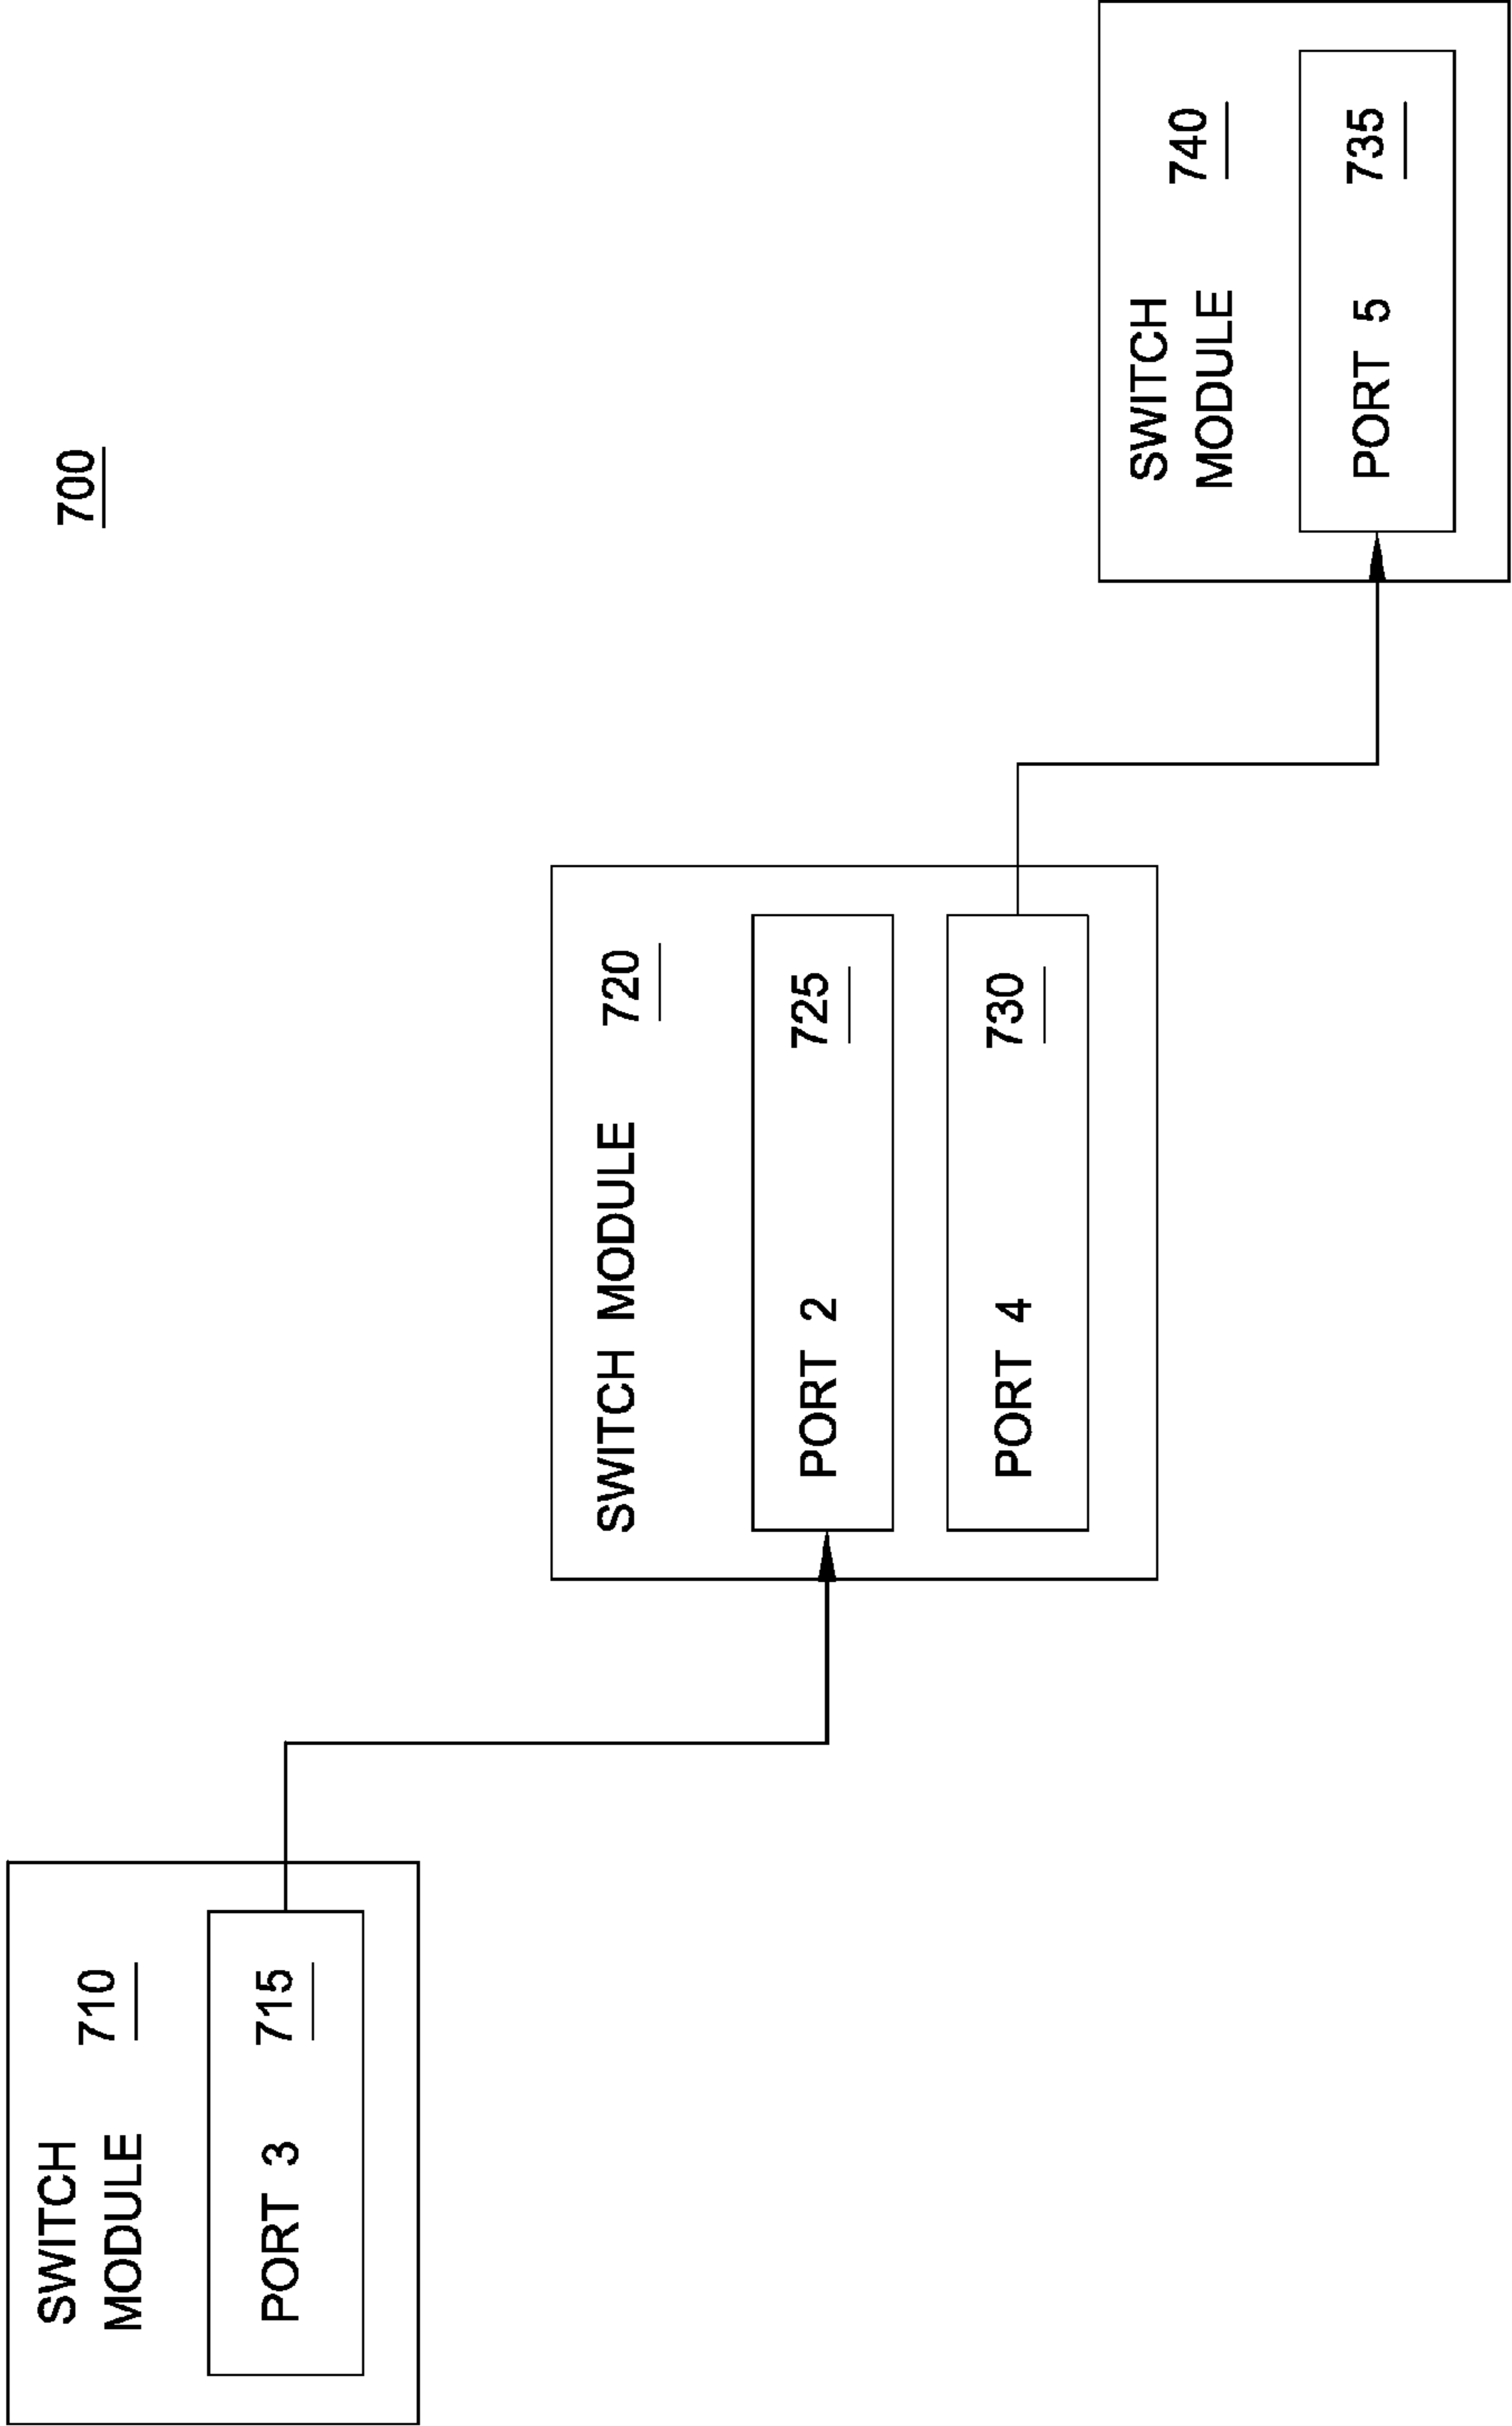 700
SWITCH
MODULE
710
PORT 3 715
SWITCH MODULE 720
PORT 2 725
PORT 4 730
SWITCH
MODULE
740
PORT 5 735